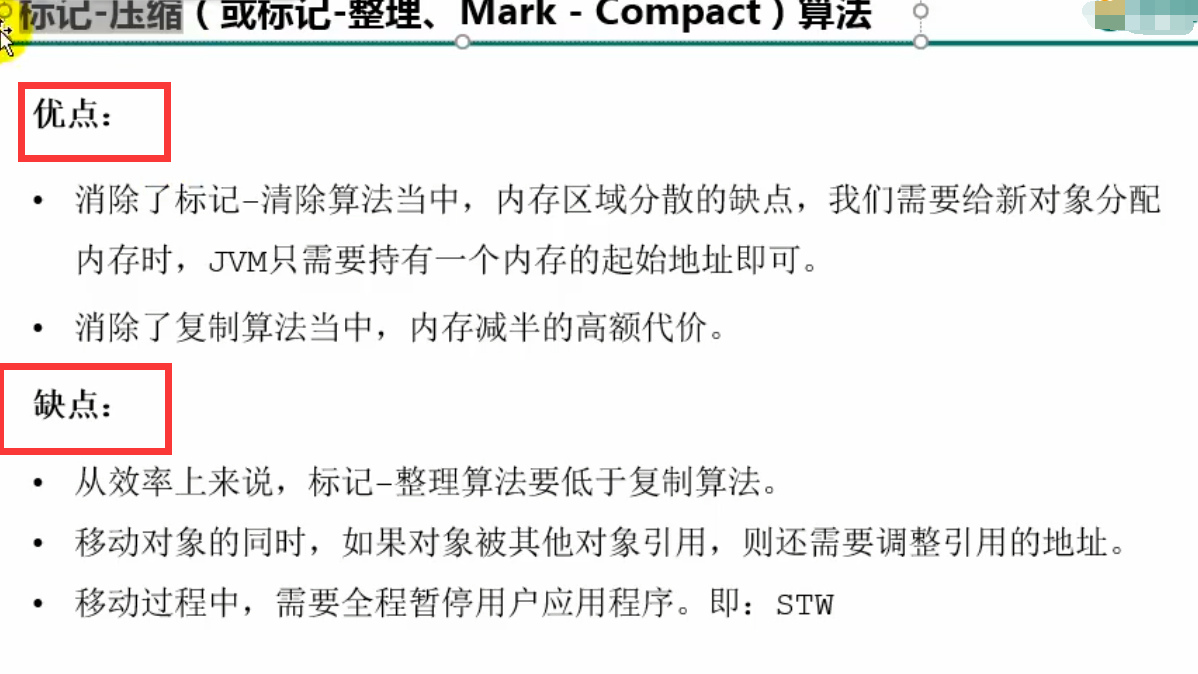 标记-压缩（或标记-整理、Mark - Compact）算法
优点：
• 消除了标记-清除算法当中，内存区域分散的缺点，我们需要给新对象分配
内存时，JVM只需要持有一个内存的起始地址即可。
• 消除了复制算法当中，内存减半的高额代价。
缺点：
• 从效率上来说，标记-整理算法要低于复制算法。
• 移动对象的同时，如果对象被其他对象引用，则还需要调整引用的地址。
• 移动过程中，需要全程暂停用户应用程序。即：STW